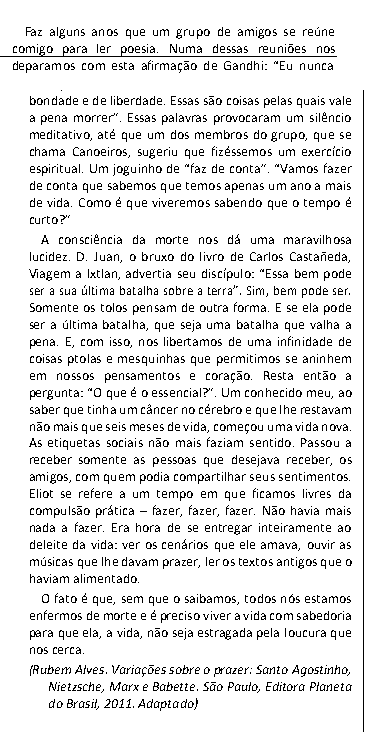 Faz alguns anos que um grupo de amigos se reúne
comigo para ler poesia. Numa dessas reuniões nos
deparamos com esta afirmação de Gandhi: “Eu nunca
bondade e de liberdade. Essas são coisas pelas quais vale
a pena morrer”. Essas palavras provocaram um silêncio
meditativo, até que um dos membros do grupo, que se
chama Canoeiros, sugeriu que fizéssemos um exercício
espiritual. Um joguinho de “faz de conta”. “Vamos fazer
de conta que sabemos que temos apenas um ano a mais
de vida. Como é que viveremos sabendo que o tempo é
curto?”
A consciência da morte nos dá uma maravilhosa
lucidez. D. Juan, o bruxo do livro de Carlos Castañeda,
Viagem a Ixtlan, advertia seu discípulo: “Essa bem pode
ser a sua última batalha sobre a terra”. Sim, bem pode ser.
Somente os tolos pensam de outra forma. E se ela pode
ser a última batalha, que seja uma batalha que valha a
pena. E, com isso, nos libertamos de uma infinidade de
coisas ptolas e mesquinhas que permitimos se aninhem
em nossos pensamentos e coração. Resta então a
pergunta: “O que é o essencial?”. Um conhecido meu, ao
saber que tinha um câncer no cérebro e que lhe restavam
não mais que seis meses de vida, começou uma vida nova.
As etiquetas sociais não mais faziam sentido. Passou a
receber somente as pessoas que desejava receber, os
amigos, com quem podia compartilhar seus sentimentos.
Eliot se refere a um tempo em que ficamos livres da
compulsão prática – fazer, fazer, fazer. Não havia mais
nada a fazer. Era hora de se entregar inteiramente ao
deleite da vida: ver os cenários que ele amava, ouvir as
músicas que lhe davam prazer, ler os textos antigos que o
haviam alimentado.
O fato é que, sem que o saibamos, todos nós estamos
enfermos de morte e é preciso viver a vida com sabedoria
para que ela, a vida, não seja estragada pela loucura que
nos cerca.
(Rubem Alves. Variações sobre o prazer: Santo Agostinho,
Nietzsche, Marx e Babette. São Paulo, Editora Planeta
do Brasil, 2011. Adaptado)